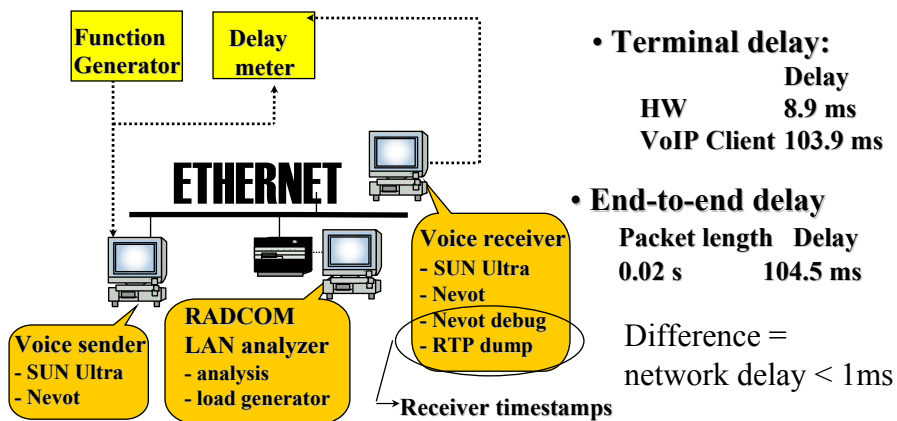 Function
Generator
Delay
meter
ETHERNET
Voice sender
- SUN Ultra
- Nevot
RADCOM
LAN analyzer
- analysis
- load generator
Voice receiver
- SUN Ultra
- Nevot
- Nevot debug
- RTP dump
Receiver timestamps
• Terminal delay:
Delay
HW 8.9 ms
VoIP Client 103.9 ms
• End-to-end delay
Packet length Delay
0.02 s 104.5 ms
Difference =
network delay < 1ms